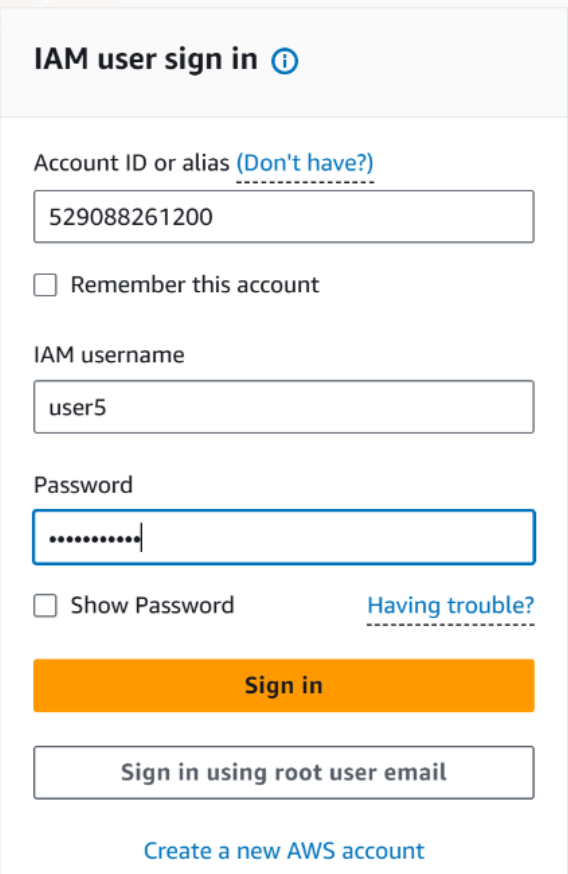 IAM user sign in
Account ID or alias (Don't have?)
529088261200
Remember this account
IAM username
user5
Password
•••••••••••
Show Password Having trouble?
Sign in
Sign in using root user email
Create a new AWS account